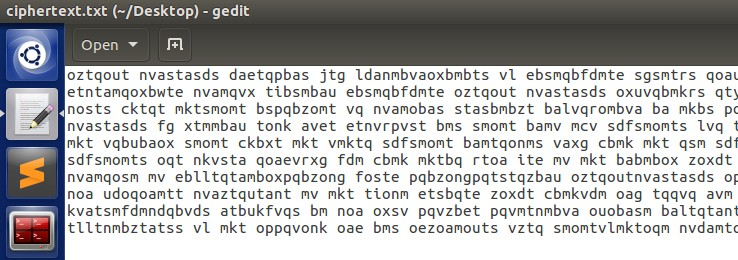 ciphertext.txt (~/Desktop) - gedit
Open
oztqout nvastasds daetqpbas jtg ldanmbvaoxbmbts vl ebsmqbfdmte sgsmtrs qoau
etntamqoxbwte nvamqvx tibsmbau ebsmqbfdmte oztqout nvastasds oxuvqbmkrs qty
nosts cktqt mktsmomt bspqbzomt vq nvamobas stasbmbzt balvqrombva ba mkbs po
nvastasds fg xtmmbau tonk avet etnvrpvst bms smomt bamv mcv sdfsmomts lvq t
mkt vqbubaox smomt ckbxt mkt vmktq sdfsmomt bamtqonms vaxg cbmk mkt qsm sdf
sdfsmomts oqt nkvsta qoaevrxg fdm cbmk mktbq rtoa ite mv mkt babmbox zoxdt
nvamqosm mv eblltqtamboxpqbzong foste pqbzongpqtstqzbau oztqoutnvastasds op
noa udoqoamtt nvaztqutant mv mkt tionm etsbqte zoxdt cbmkvdm oag tqqvq avm
kvatsmfdmndqbvds atbukfvqs bm noa oxsv pqvzbet pqvmtnmbva ouobasm baltqtant
tlltnmbztatss vl mkt oppqvonk oae bms oezoamouts vztq smomtvlmktoqm nvdamto